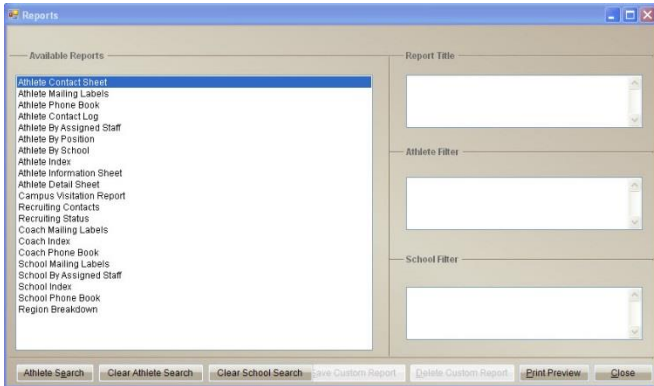 Reports
Available Reports
Athlete Contact Sheet
Athlete Mailing Labels
Athlete Phone Book
Athlete Contact Log
Athlete By Assigned Staff
Athlete By Position
Athlete By School
Athlete Index
Athlete Information Sheet
Athlete Detail Sheet
Campus Visitation Report
Recruiting Contacts
Recruiting Status
Coach Mailing Labels
Coach Index
Coach Phone Book
School Mailing Labels
School By Assigned Staff
School Index
School Phone Book
Region Breakdown
Report Title
Athlete Filter
School Filter
Athlete Search Clear Athlete Search Clear School Search ave Custom Report Delete Custom Report Print Preview Close